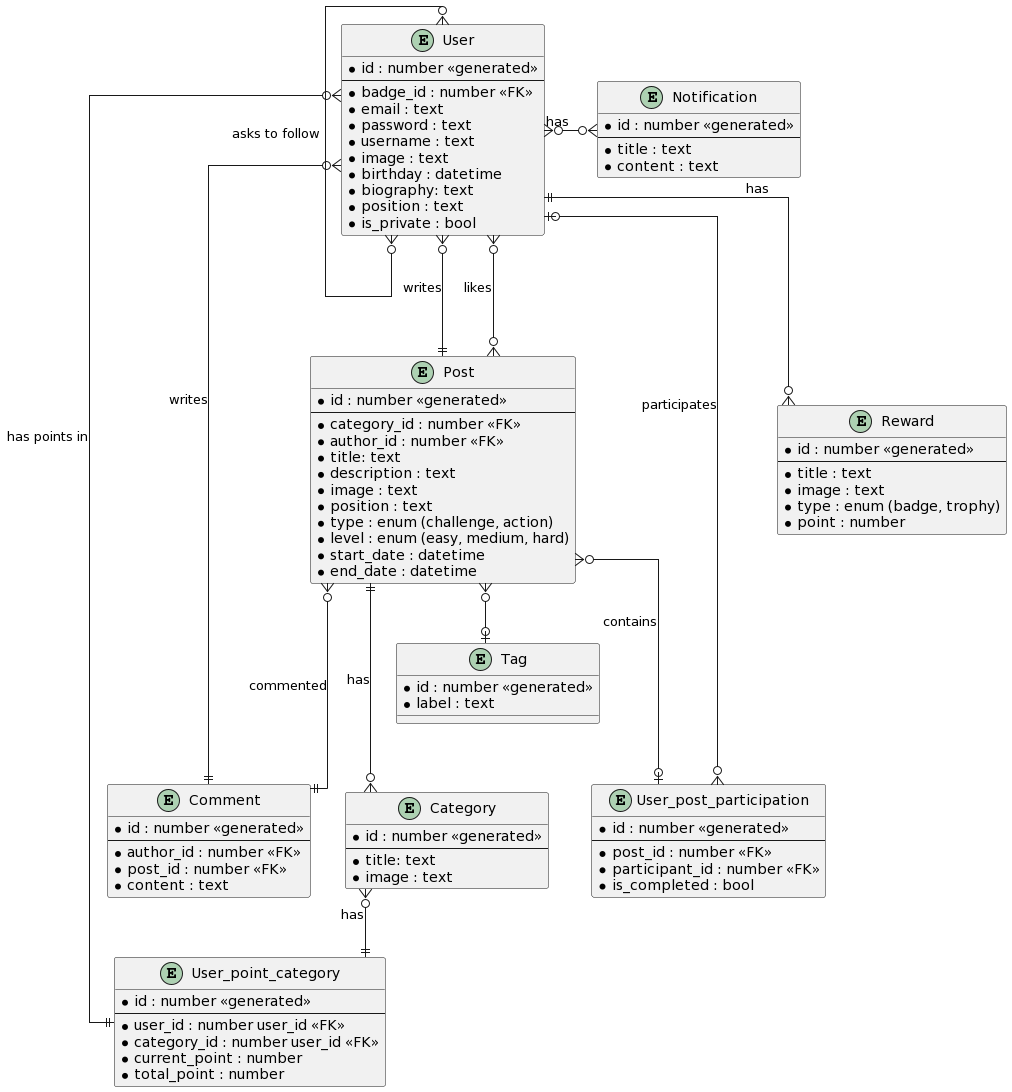 E User
id : number «generated»
badge_id : number «FK»
email : text
password : text
username : text
image : text
birthday : datetime
biography: text
position : text
is_private : bool
E Notification
id : number «generated»
title : text
content : text
has
has
asks to follow
writes
likes
writes
participates
has points in
E Post
id : number «generated»
category_id : number «FK»
author_id : number «FK»
title: text
description : text
image : text
position : text
type : enum (challenge, action)
level : enum (easy, medium, hard)
start_date : datetime
end_date : datetime
E Reward
id : number «generated»
title : text
image : text
type : enum (badge, trophy)
point : number
contains
commented
has
E Tag
id : number «generated»
label : text
E Comment
id : number «generated»
author_id : number «FK»
post_id : number «FK»
content : text
E Category
id : number «generated»
title: text
image : text
E User_post_participation
id : number «generated»
post_id : number «FK»
participant_id : number «FK»
is_completed : bool
has
E User_point_category
id : number «generated»
user_id : number user_id «FK»
category_id : number user_id «FK»
current_point : number
total_point : number